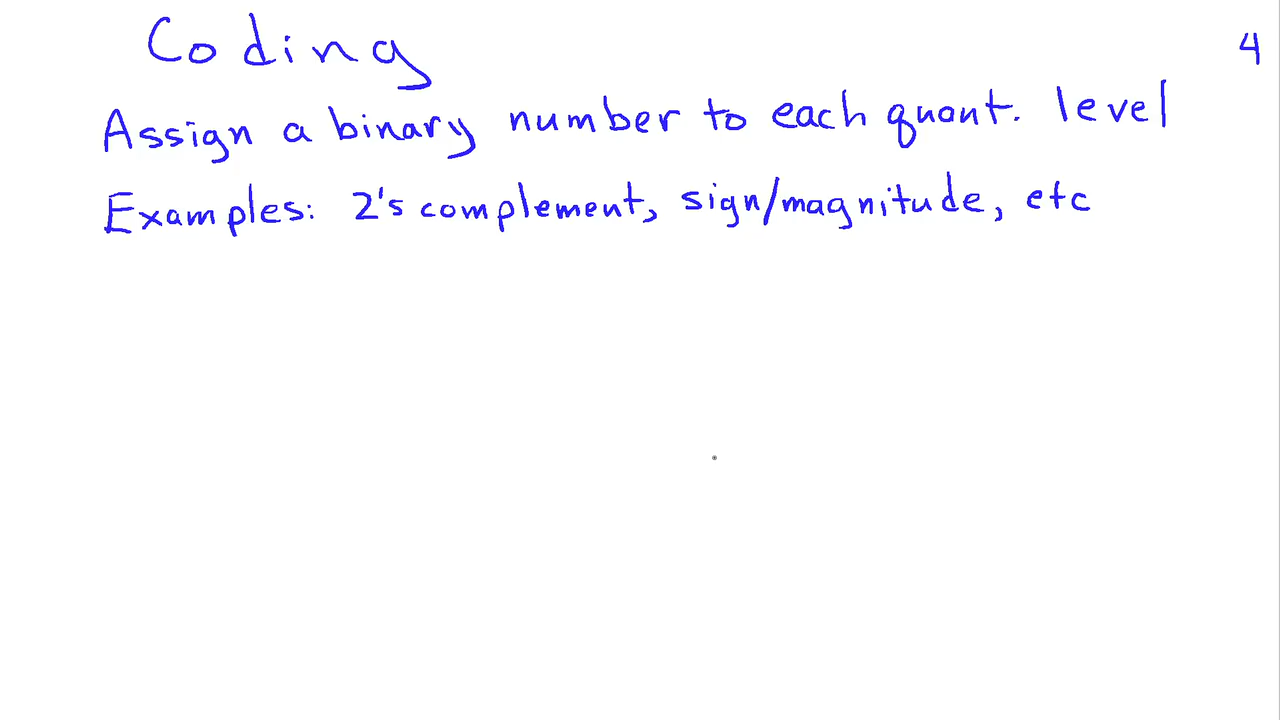 Coding
4
Assign a binary number to each quant. level
Examples: 2's complement, sign/magnitude, etc